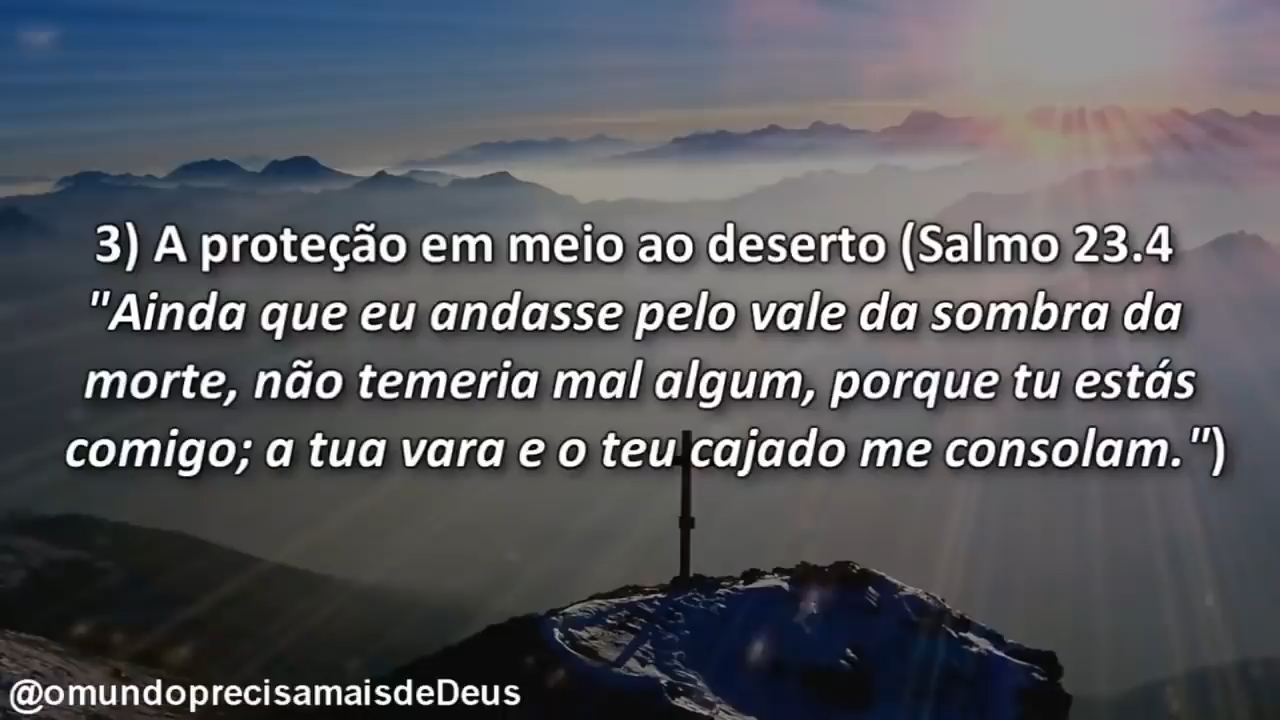 3) A proteção em meio ao deserto (Salmo 23.4
"Ainda que eu andasse pelo vale da sombra da
morte, não temeria mal algum, porque tu estás
comigo; a tua vara e o teu cajado me consolam.")
@omundoprecisamaisdeDeus